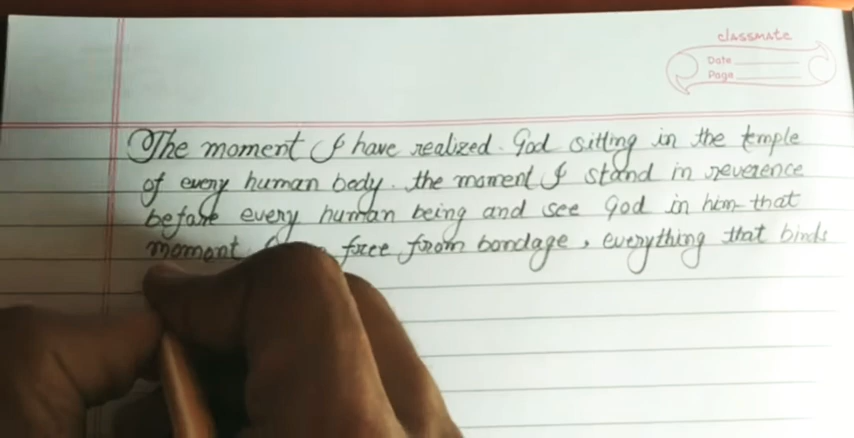 classmate
Date
Page
The moment I have realized. God sitting in the temple
of every human body. the moment I stand in reverence
before every human being and see God in him that
moment free from bondage, everything that binds